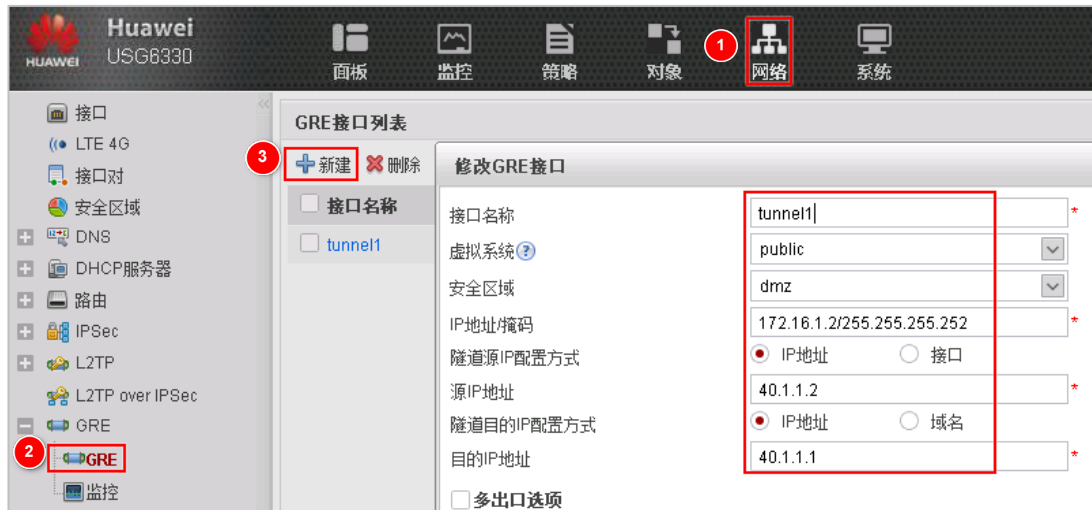 Huawei
USG6330
HUAWEI
面板
监控
策略
对象
1
网络
系统
接口
LTE 4G
接口对
安全区域
DNS
DHCP服务器
路由
IPSec
L2TP
L2TP over IPSec
GRE
2
GRE
监控
GRE接口列表
3
新建 删除
接口名称
tunnel1
修改GRE接口
接口名称 tunnel1 *
虚拟系统 ? public
安全区域 dmz
IP地址/掩码 172.16.1.2/255.255.255.252 *
隧道源IP配置方式 IP地址 接口
源IP地址 40.1.1.2 *
隧道目的IP配置方式 IP地址 域名
目的IP地址 40.1.1.1 *
多出口选项